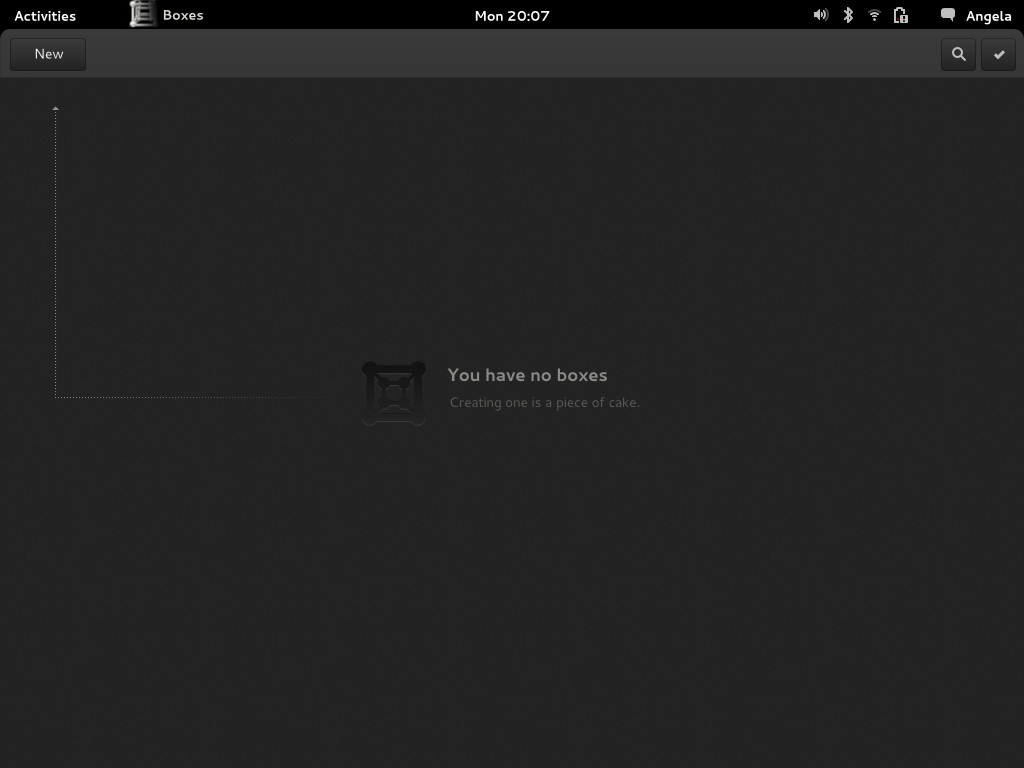 Activities
Boxes
Mon 20:07
Angela
New
You have no boxes
Creating one is a piece of cake.